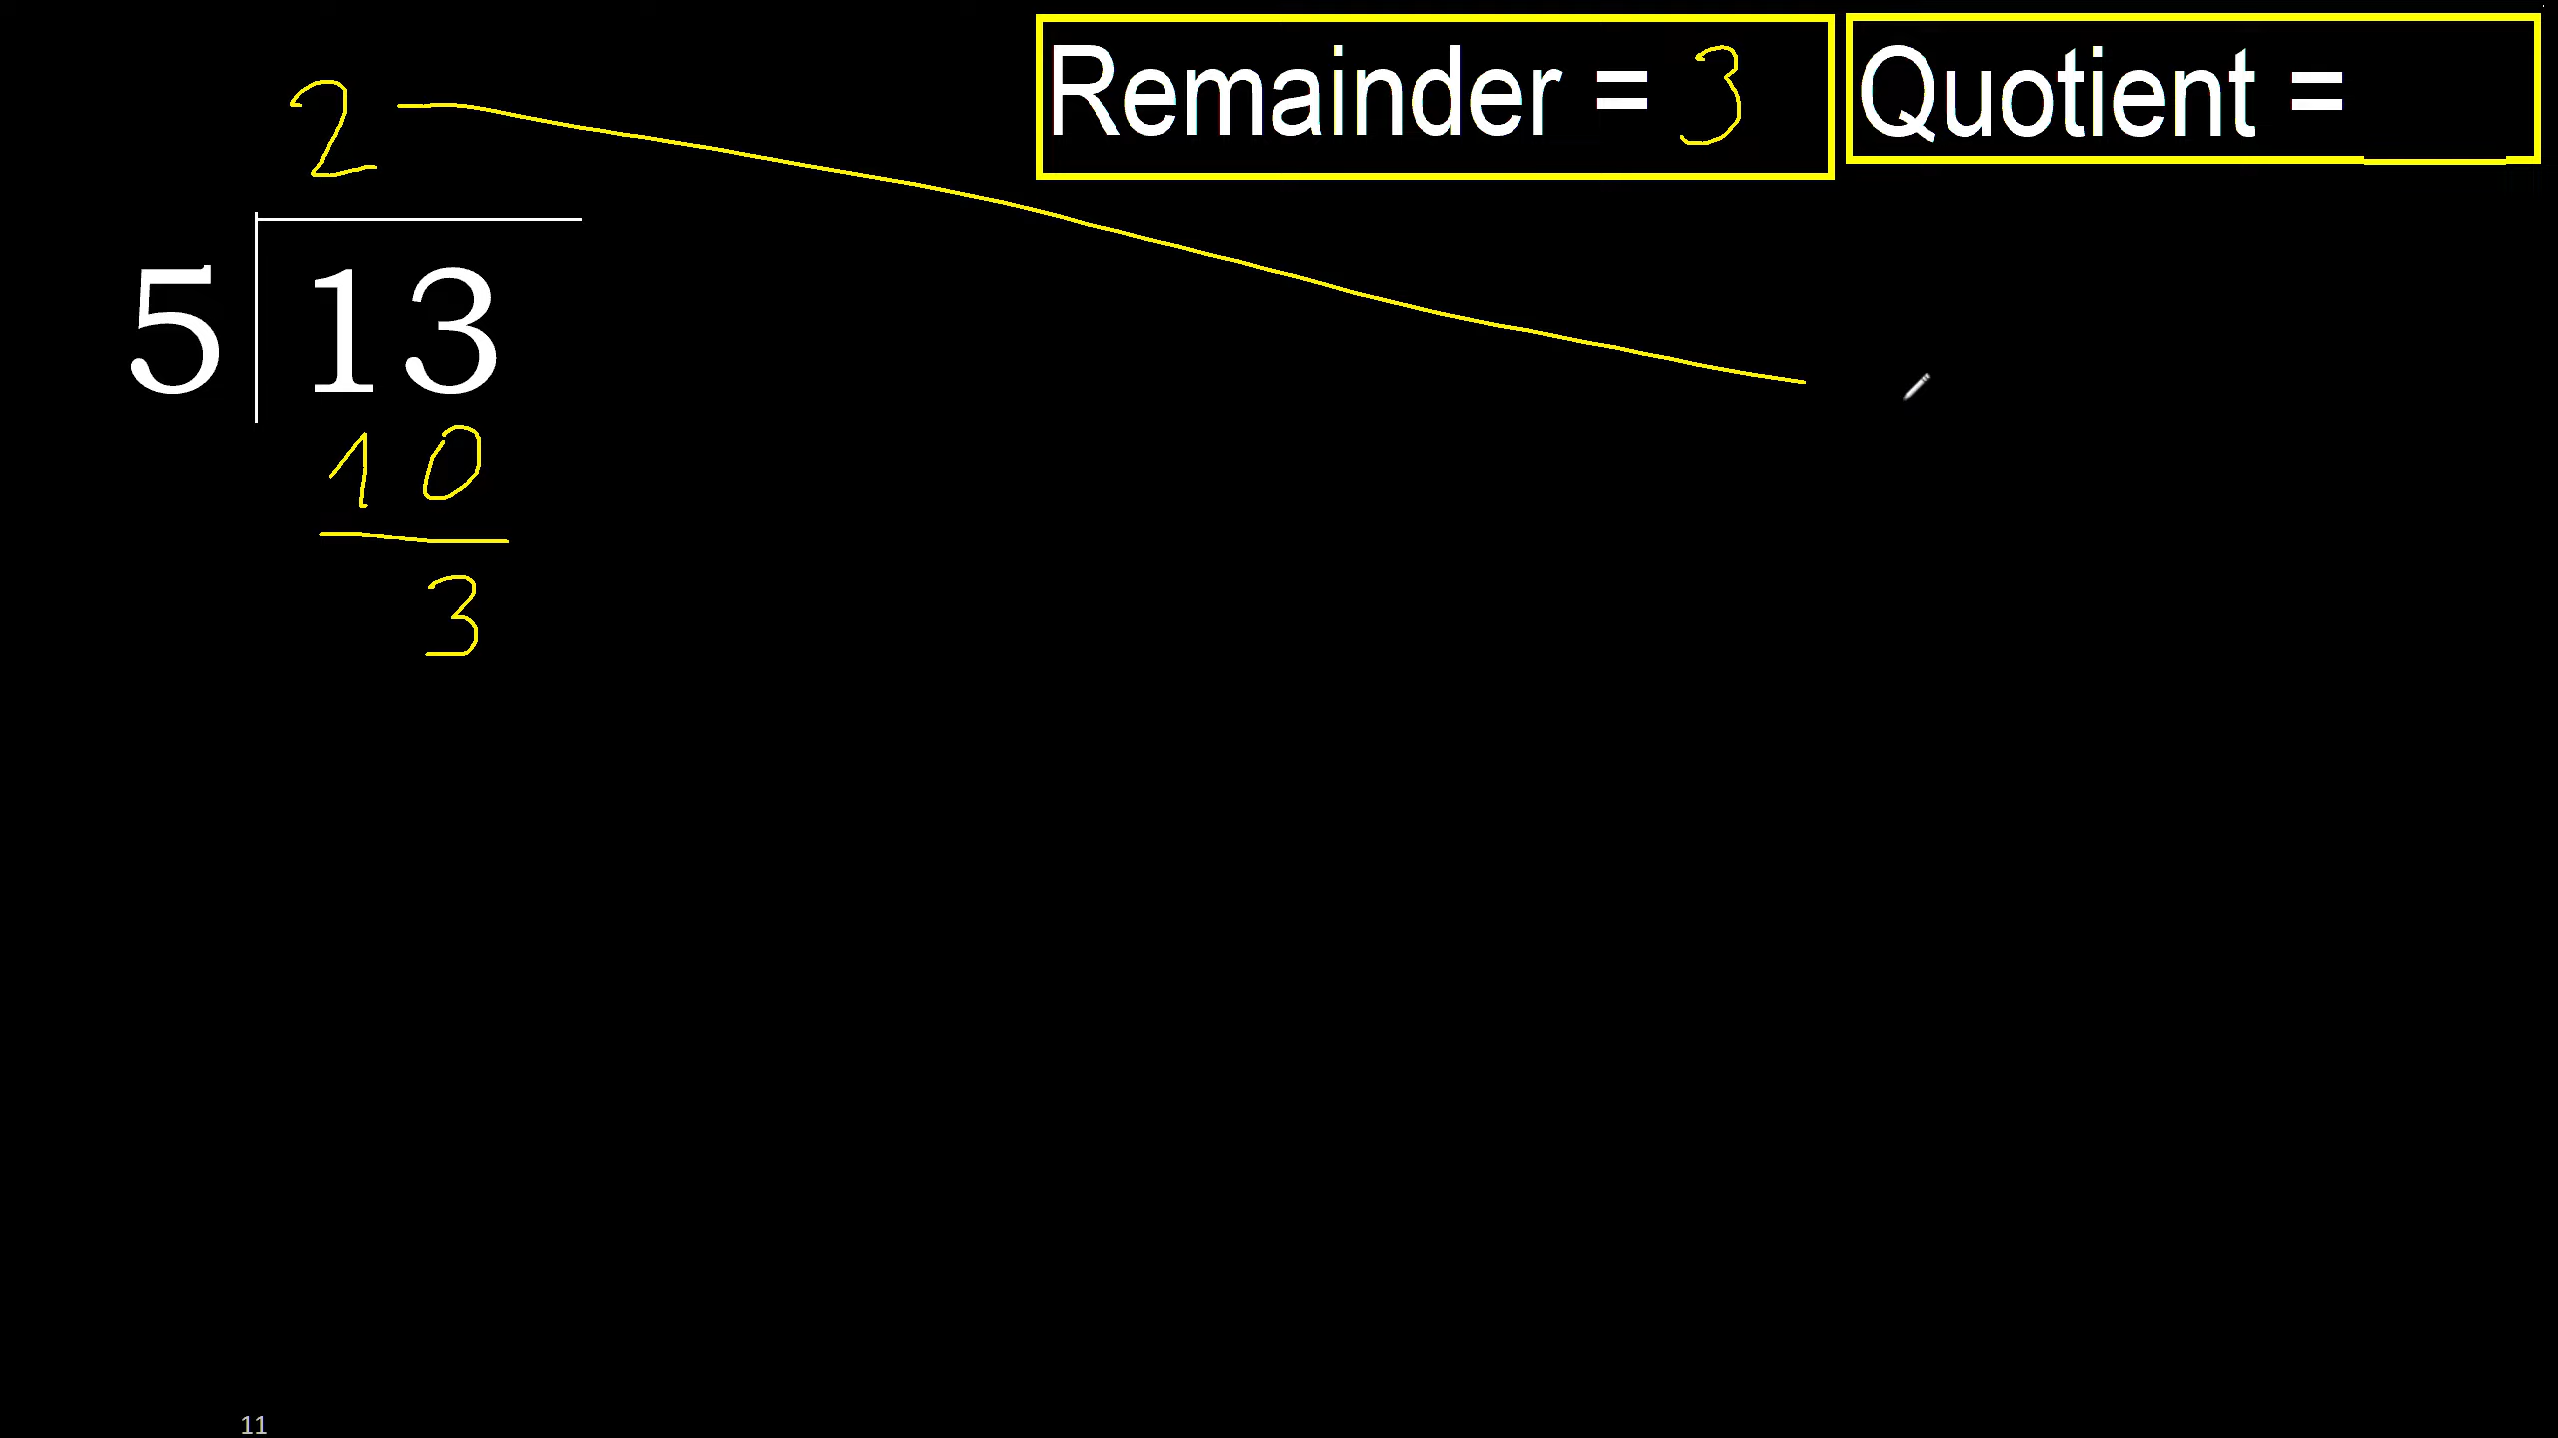 Remainder = 3
Quotient =
2
5 13
10
3
11